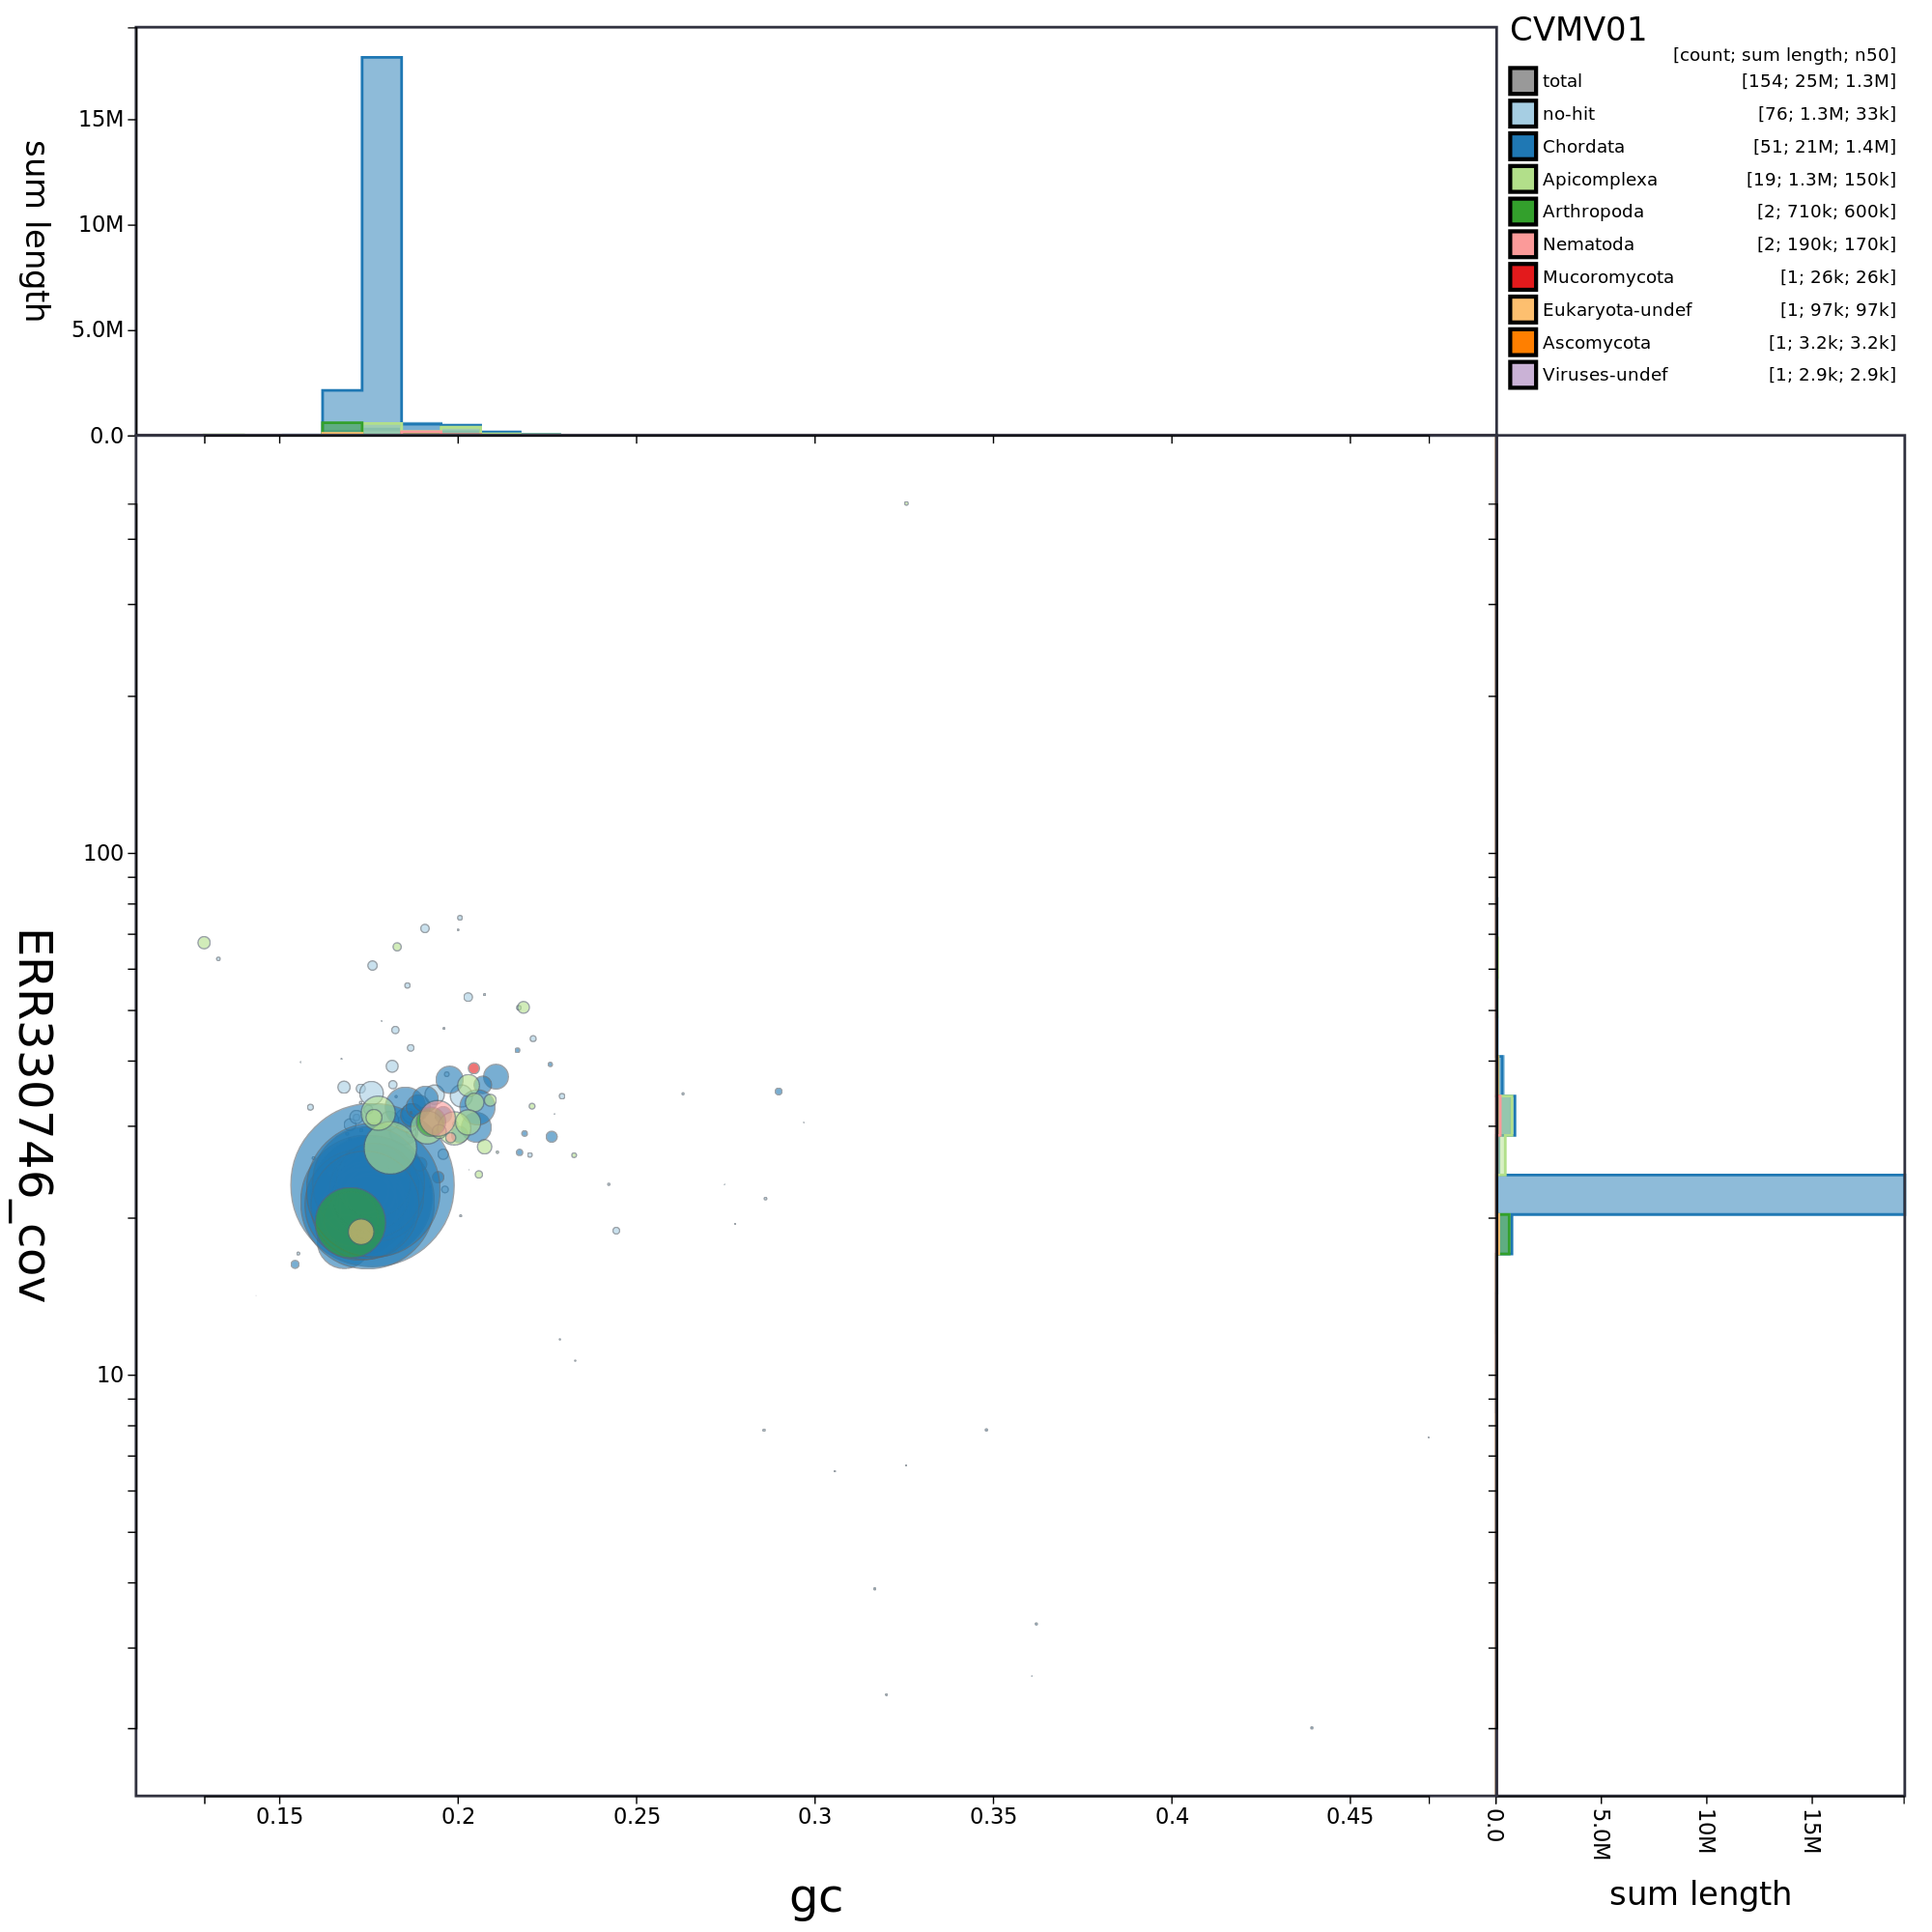 CVMV01
[count; sum length; n50]
total [154; 25M; 1.3M]
no-hit [76; 1.3M; 33k]
Chordata [51; 21M; 1.4M]
Apicomplexa [19; 1.3M; 150k]
Arthropoda [2; 710k; 600k]
Nematoda [2; 190k; 170k]
Mucoromycota [1; 26k; 26k]
Eukaryota-undef [1; 97k; 97k]
Ascomycota [1; 3.2k; 3.2k]
Viruses-undef [1; 2.9k; 2.9k]
sum length
15M
10M
5.0M
0.0
ERR330746_cov
100
10
0.15 0.2 0.25 0.3 0.35 0.4 0.45
gc
0.0 5.0M 10M 15M
sum length